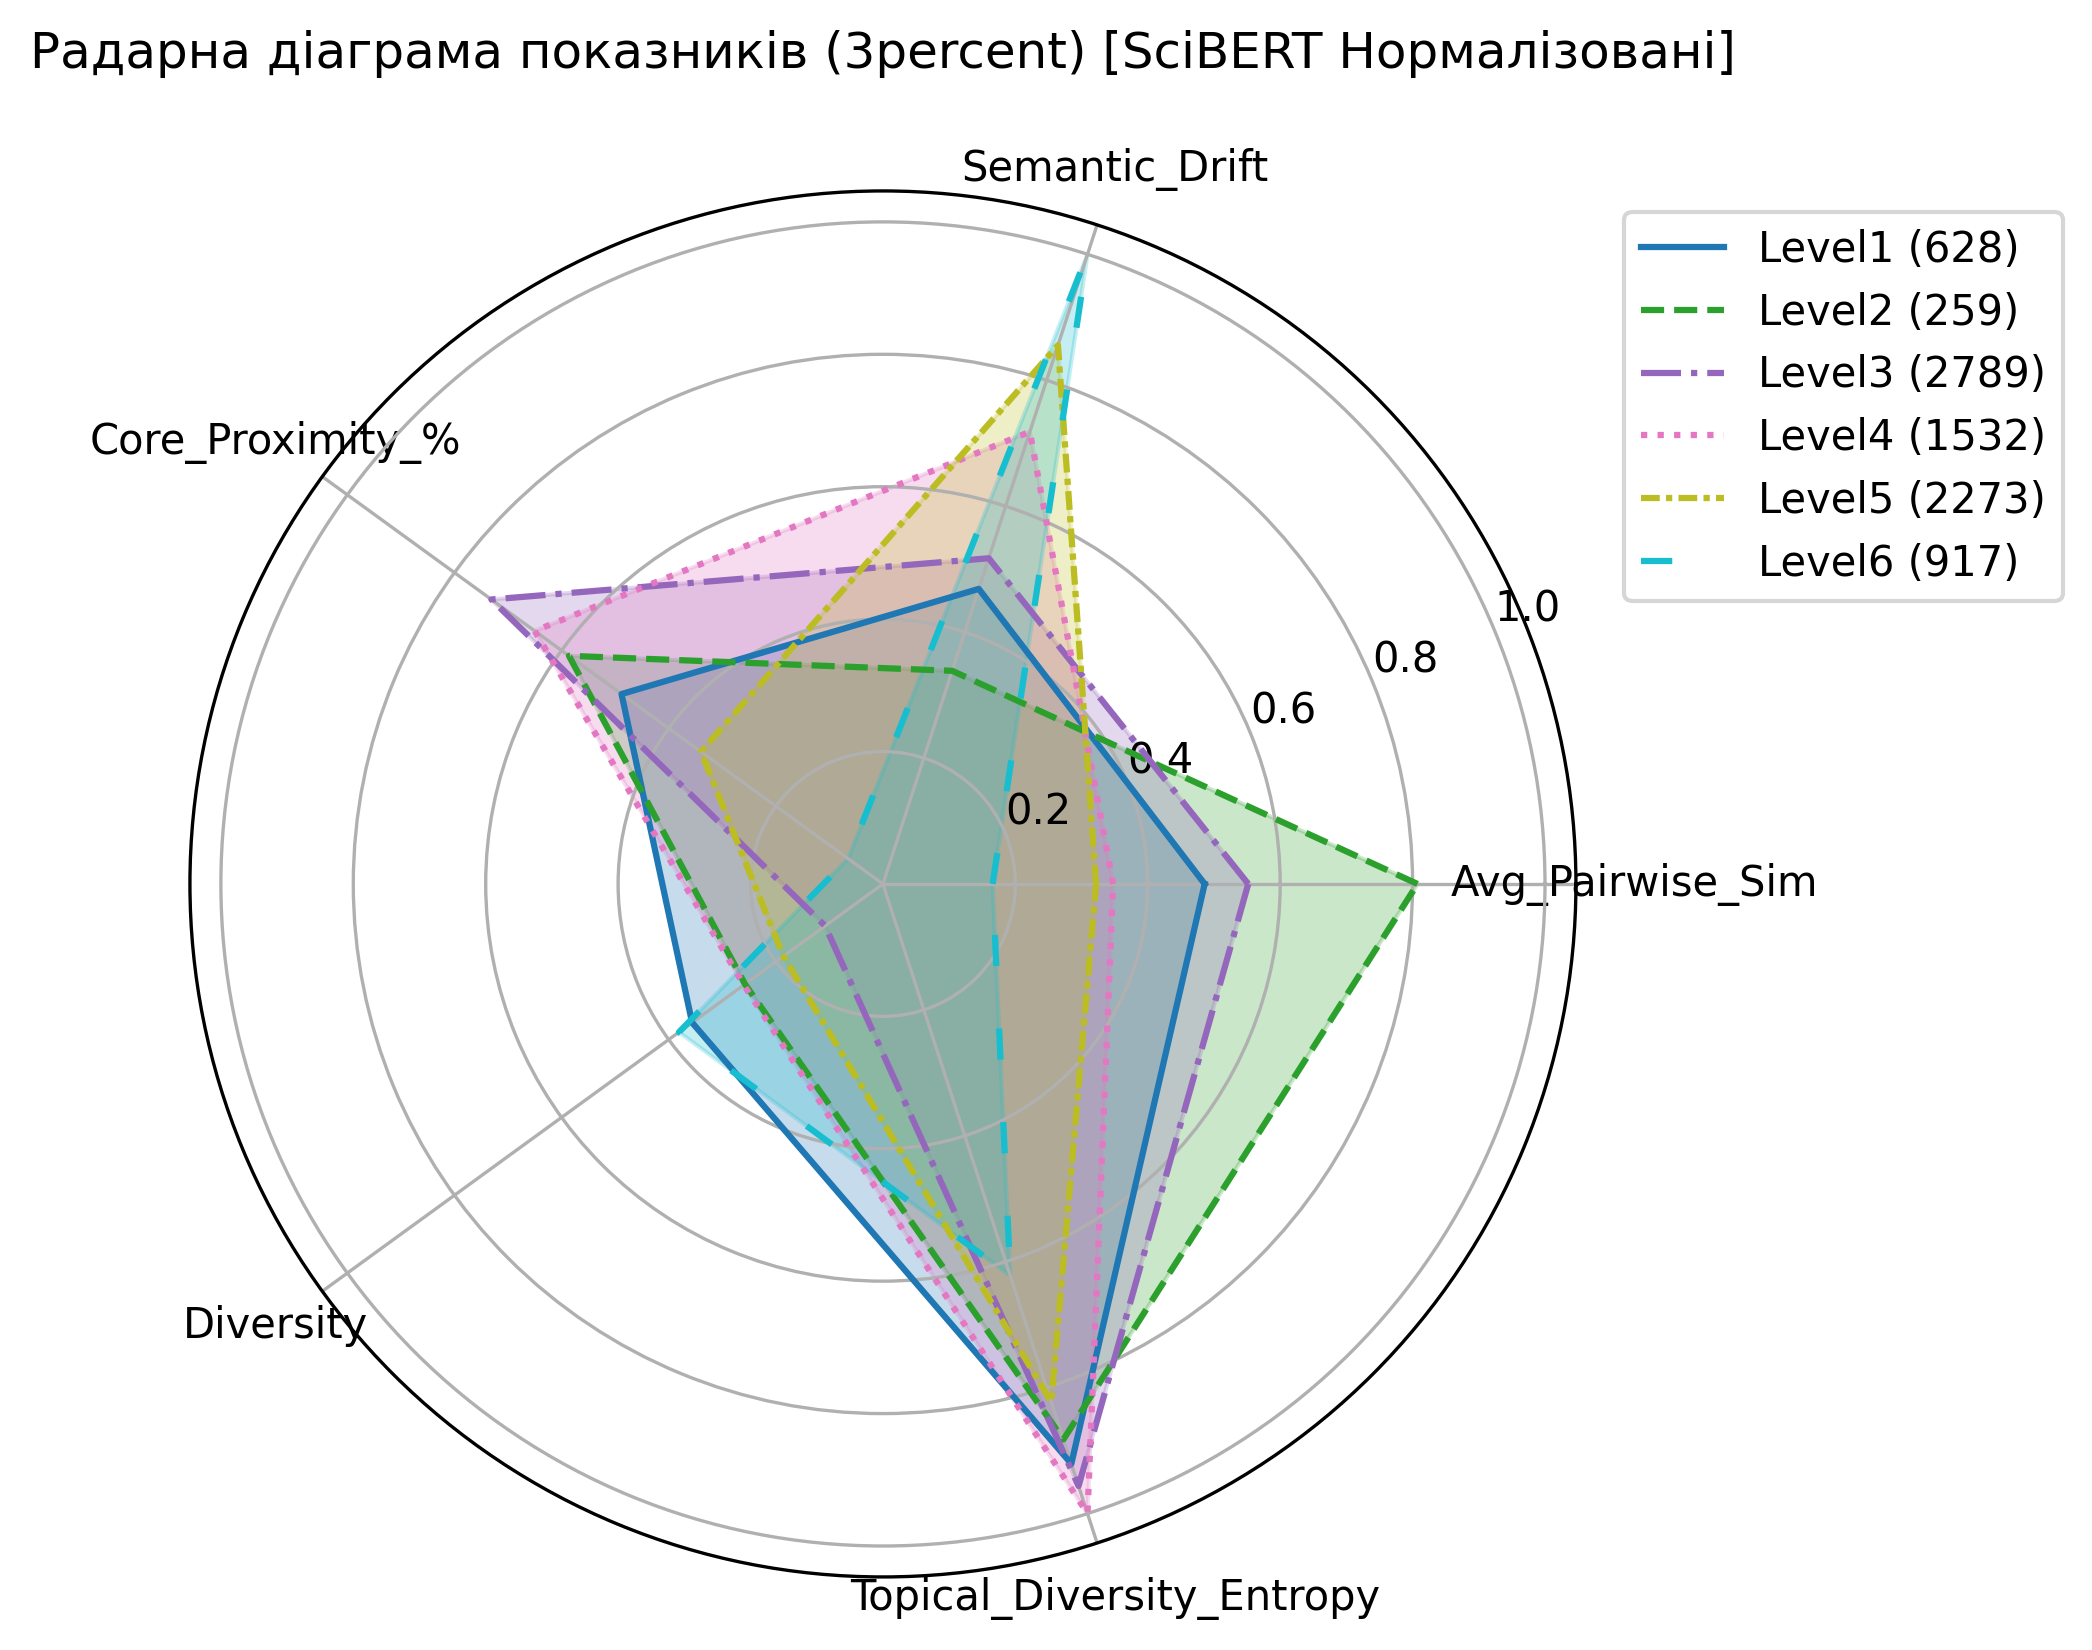 Радарна діаграма показників (3percent) [SciBERT Нормалізовані]
Semantic_Drift
Level1 (628)
Level2 (259)
Level3 (2789)
Level4 (1532)
Level5 (2273)
Level6 (917)
Core_Proximity_%
1.0
0.8
0.6
0.4
0.2
Avg_Pairwise_Sim
Diversity
Topical_Diversity_Entropy